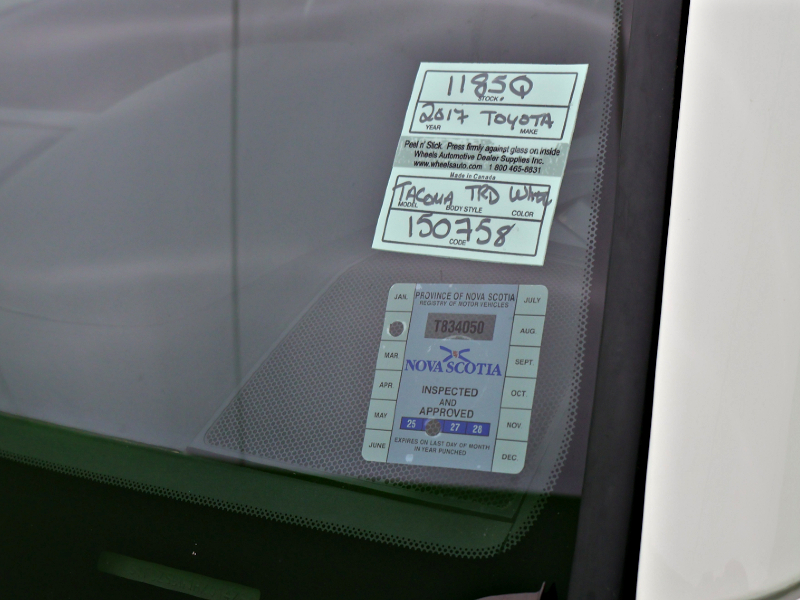 1185Q
STOCK #
2017 TOYOTA
YEAR MAKE
Peel n' Stick. Press firmly against glass on inside
Wheels Automotive Dealer Supplies Inc.
www.wheelsauto.com 1 800 465-8831
Made in Canada
TACOMA TRD White
MODEL BODY STYLE COLOR
150758
CODE
PROVINCE OF NOVA SCOTIA
REGISTRY OF MOTOR VEHICLES
JAN. JULY
T834050
AUG.
MAR. SEPT.
NOVA SCOTIA
APR. OCT.
INSPECTED
AND
APPROVED
MAY NOV.
25 27 28
EXPIRES ON LAST DAY OF MONTH
IN YEAR PUNCHED
JUNE DEC.